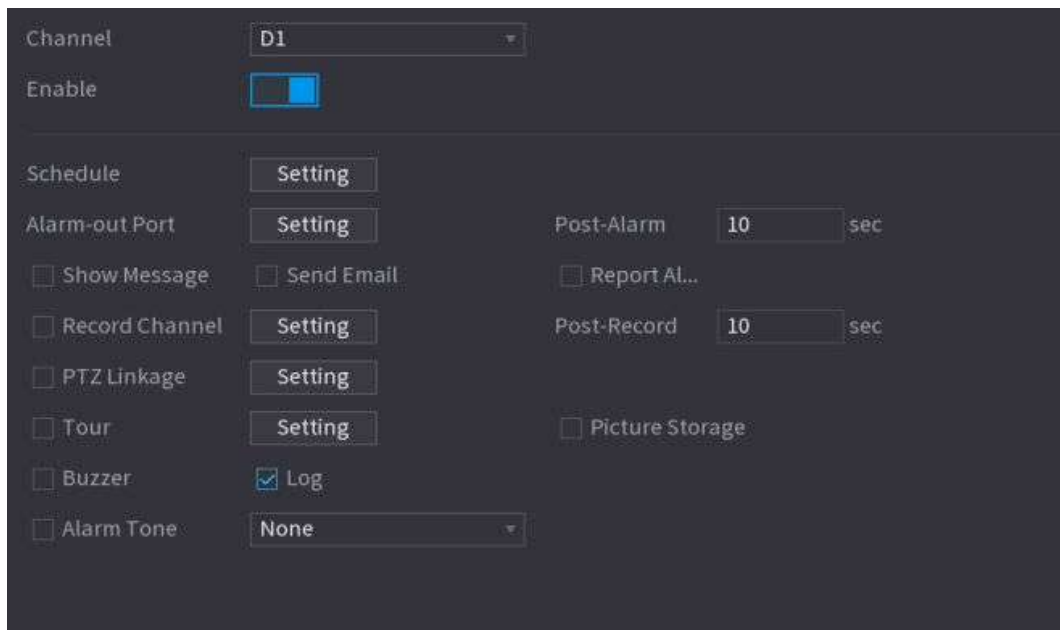 Channel D1
Enable
Schedule Setting
Alarm-out Port Setting Post-Alarm 10 sec
Show Message Send Email Report Al...
Record Channel Setting Post-Record 10 sec
PTZ Linkage Setting
Tour Setting Picture Storage
Buzzer Log
Alarm Tone None